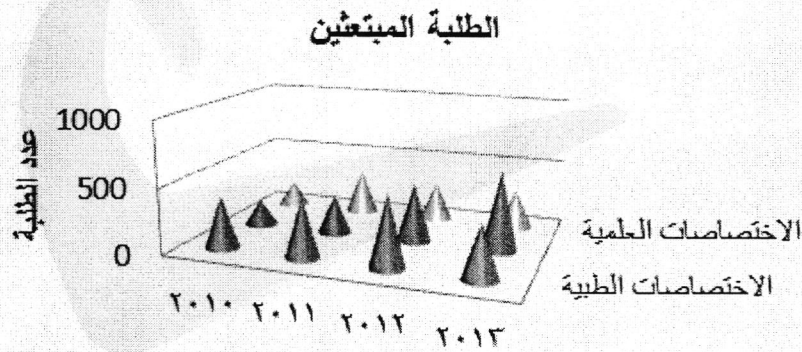 الطلبة المبتعثين
1000
500
0
عدد الطلبة
الاختصاصات العلمية
الاختصاصات الطبية
٢٠١٠ ٢٠١١ ٢٠١٢ ٢٠١٣